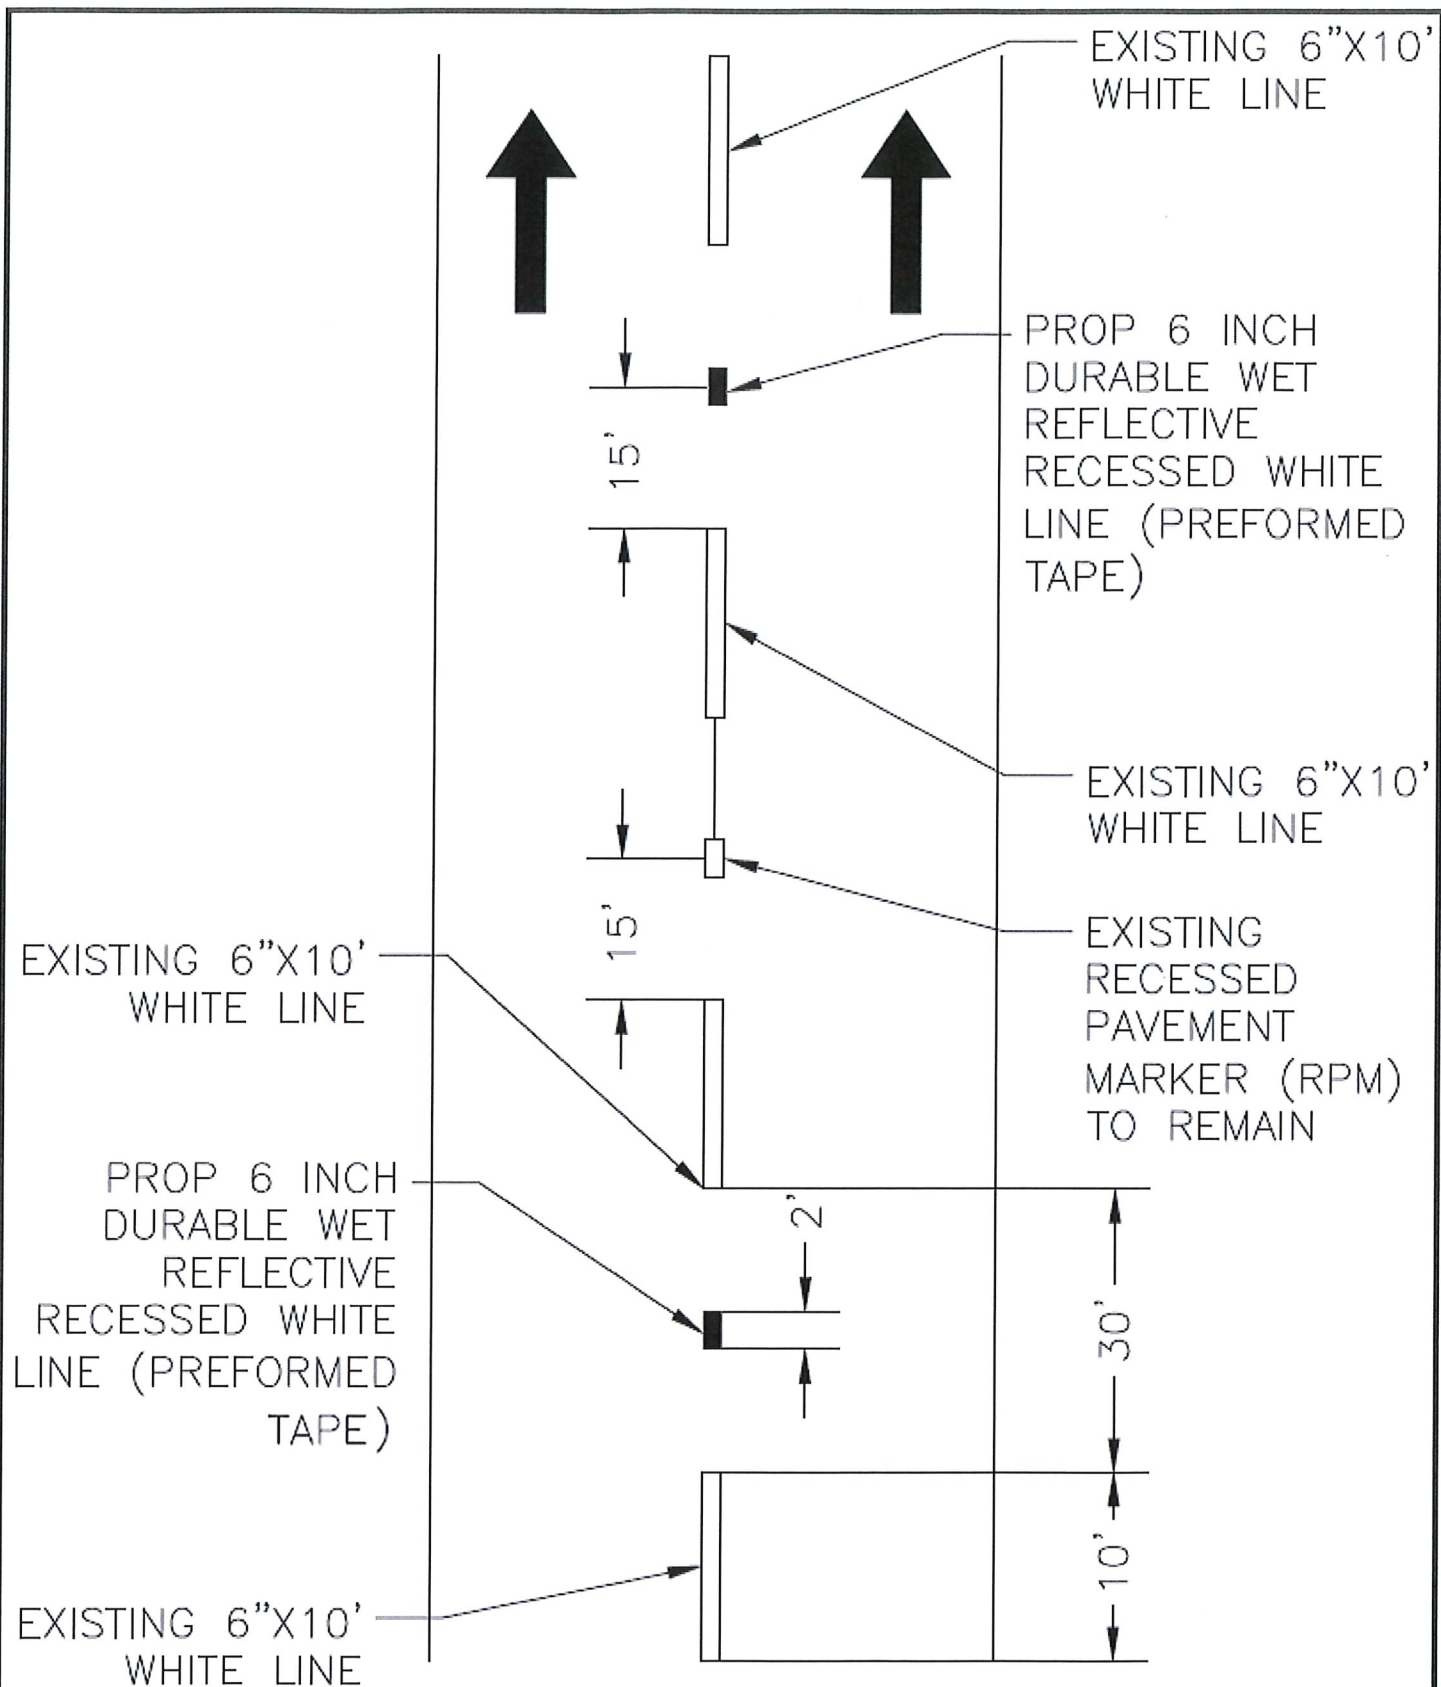 EXISTING 6"X10'
WHITE LINE
PROP 6 INCH
DURABLE WET
REFLECTIVE
RECESSED WHITE
LINE (PREFORMED
TAPE)
15'
EXISTING 6"X10'
WHITE LINE
15'
EXISTING
RECESSED
PAVEMENT
MARKER (RPM)
TO REMAIN
EXISTING 6"X10'
WHITE LINE
PROP 6 INCH
DURABLE WET
REFLECTIVE
RECESSED WHITE
LINE (PREFORMED
TAPE)
2'
30'
10'
EXISTING 6"X10'
WHITE LINE